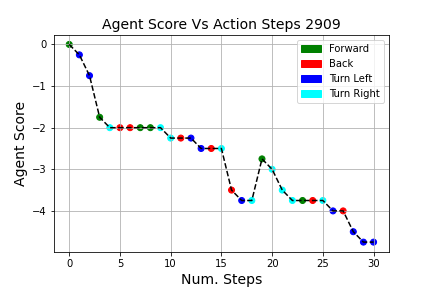 Agent Score Vs Action Steps 2909
Forward
Back
Turn Left
Turn Right
0
−1
−2
−3
−4
Agent Score
0
5
10
15
20
25
30
Num. Steps